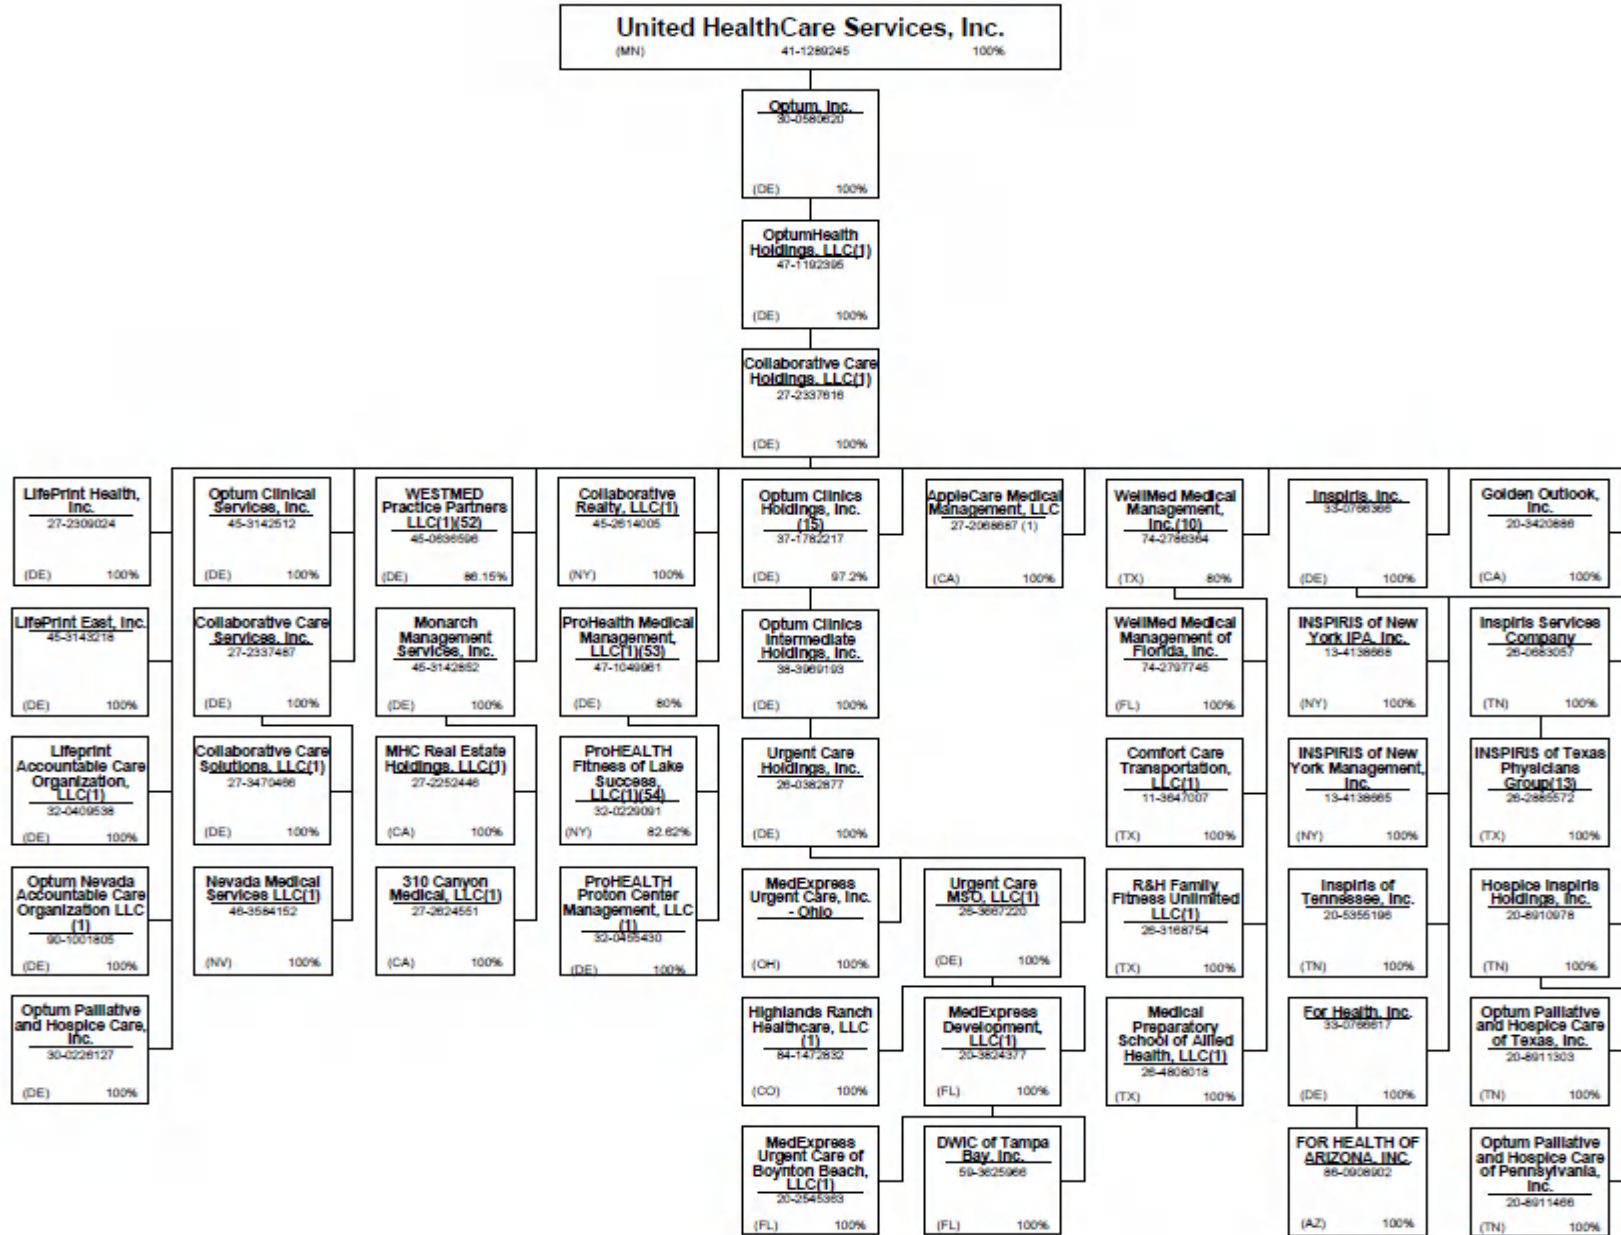 United HealthCare Services, Inc.
(MN) 41-1289245 100%
Optum, Inc.
30-0580620
(DE) 100%
OptumHealth
Holdings, LLC(1)
47-1192395
(DE) 100%
Collaborative Care
Holdings, LLC(1)
27-2337616
(DE) 100%
LifePrint Health,
Inc.
27-2309024
(DE) 100%
Optum Clinical
Services, Inc.
45-3142512
(DE) 100%
WESTMED
Practice Partners
LLC(1)(52)
45-0636596
(DE) 86.15%
Collaborative
Realty, LLC(1)
45-2614005
(NY) 100%
Optum Clinics
Holdings, Inc.
(15)
37-1782217
(DE) 97.2%
AppleCare Medical
Management, LLC
27-2068687 (1)
(CA) 100%
WellMed Medical
Management,
Inc.(10)
74-2786364
(TX) 80%
Inspiris, Inc.
33-0766366
(DE) 100%
Golden Outlook,
Inc.
20-3420886
(CA) 100%
LifePrint East, Inc.
45-3143218
(DE) 100%
Collaborative Care
Services, Inc.
27-2337487
(DE) 100%
Monarch
Management
Services, Inc.
45-3142852
(DE) 100%
ProHealth Medical
Management,
LLC(1)(53)
47-1049961
(DE) 80%
Optum Clinics
Intermediate
Holdings, Inc.
38-3969193
(DE) 100%
WellMed Medical
Management of
Florida, Inc.
74-2797745
(FL) 100%
INSPIRIS of New
York IPA, Inc.
13-4138668
(NY) 100%
Inspiris Services
Company
26-0683057
(TN) 100%
Lifeprint
Accountable Care
Organization,
LLC(1)
32-0409538
(DE) 100%
Collaborative Care
Solutions, LLC(1)
27-3470466
(DE) 100%
MHC Real Estate
Holdings, LLC(1)
27-2252446
(CA) 100%
ProHEALTH
Fitness of Lake
Success,
LLC(1)(54)
32-0229091
(NY) 82.62%
Urgent Care
Holdings, Inc.
26-0382877
(DE) 100%
Comfort Care
Transportation,
LLC(1)
11-3647007
(TX) 100%
INSPIRIS of New
York Management,
Inc.
13-4138665
(NY) 100%
INSPIRIS of Texas
Physicians
Group(13)
26-2885572
(TX) 100%
Optum Nevada
Accountable Care
Organization LLC
(1)
90-1001805
(DE) 100%
Nevada Medical
Services LLC(1)
46-3584152
(NV) 100%
310 Canyon
Medical, LLC(1)
27-2624551
(CA) 100%
ProHEALTH
Proton Center
Management, LLC
(1)
32-0455430
(DE) 100%
MedExpress
Urgent Care, Inc.
- Ohio
(OH) 100%
Urgent Care
MSO, LLC(1)
26-3667220
(DE) 100%
R&H Family
Fitness Unlimited
LLC(1)
26-3168754
(TX) 100%
Inspiris of
Tennessee, Inc.
20-5355196
(TN) 100%
Hospice Inspiris
Holdings, Inc.
20-8910978
(TN) 100%
Optum Palliative
and Hospice Care,
Inc.
30-0226127
(DE) 100%
Highlands Ranch
Healthcare, LLC
(1)
84-1472832
(CO) 100%
MedExpress
Development,
LLC(1)
20-3824377
(FL) 100%
Medical
Preparatory
School of Allied
Health, LLC(1)
26-4808018
(TX) 100%
For Health, Inc.
33-0766617
(DE) 100%
Optum Palliative
and Hospice Care
of Texas, Inc.
20-8911303
(TN) 100%
MedExpress
Urgent Care of
Boynton Beach,
LLC(1)
20-2545363
(FL) 100%
DWIC of Tampa
Bay, Inc.
59-3625966
(FL) 100%
FOR HEALTH OF
ARIZONA, INC.
86-0908902
(AZ) 100%
Optum Palliative
and Hospice Care
of Pennsylvania,
Inc.
20-8911466
(TN) 100%